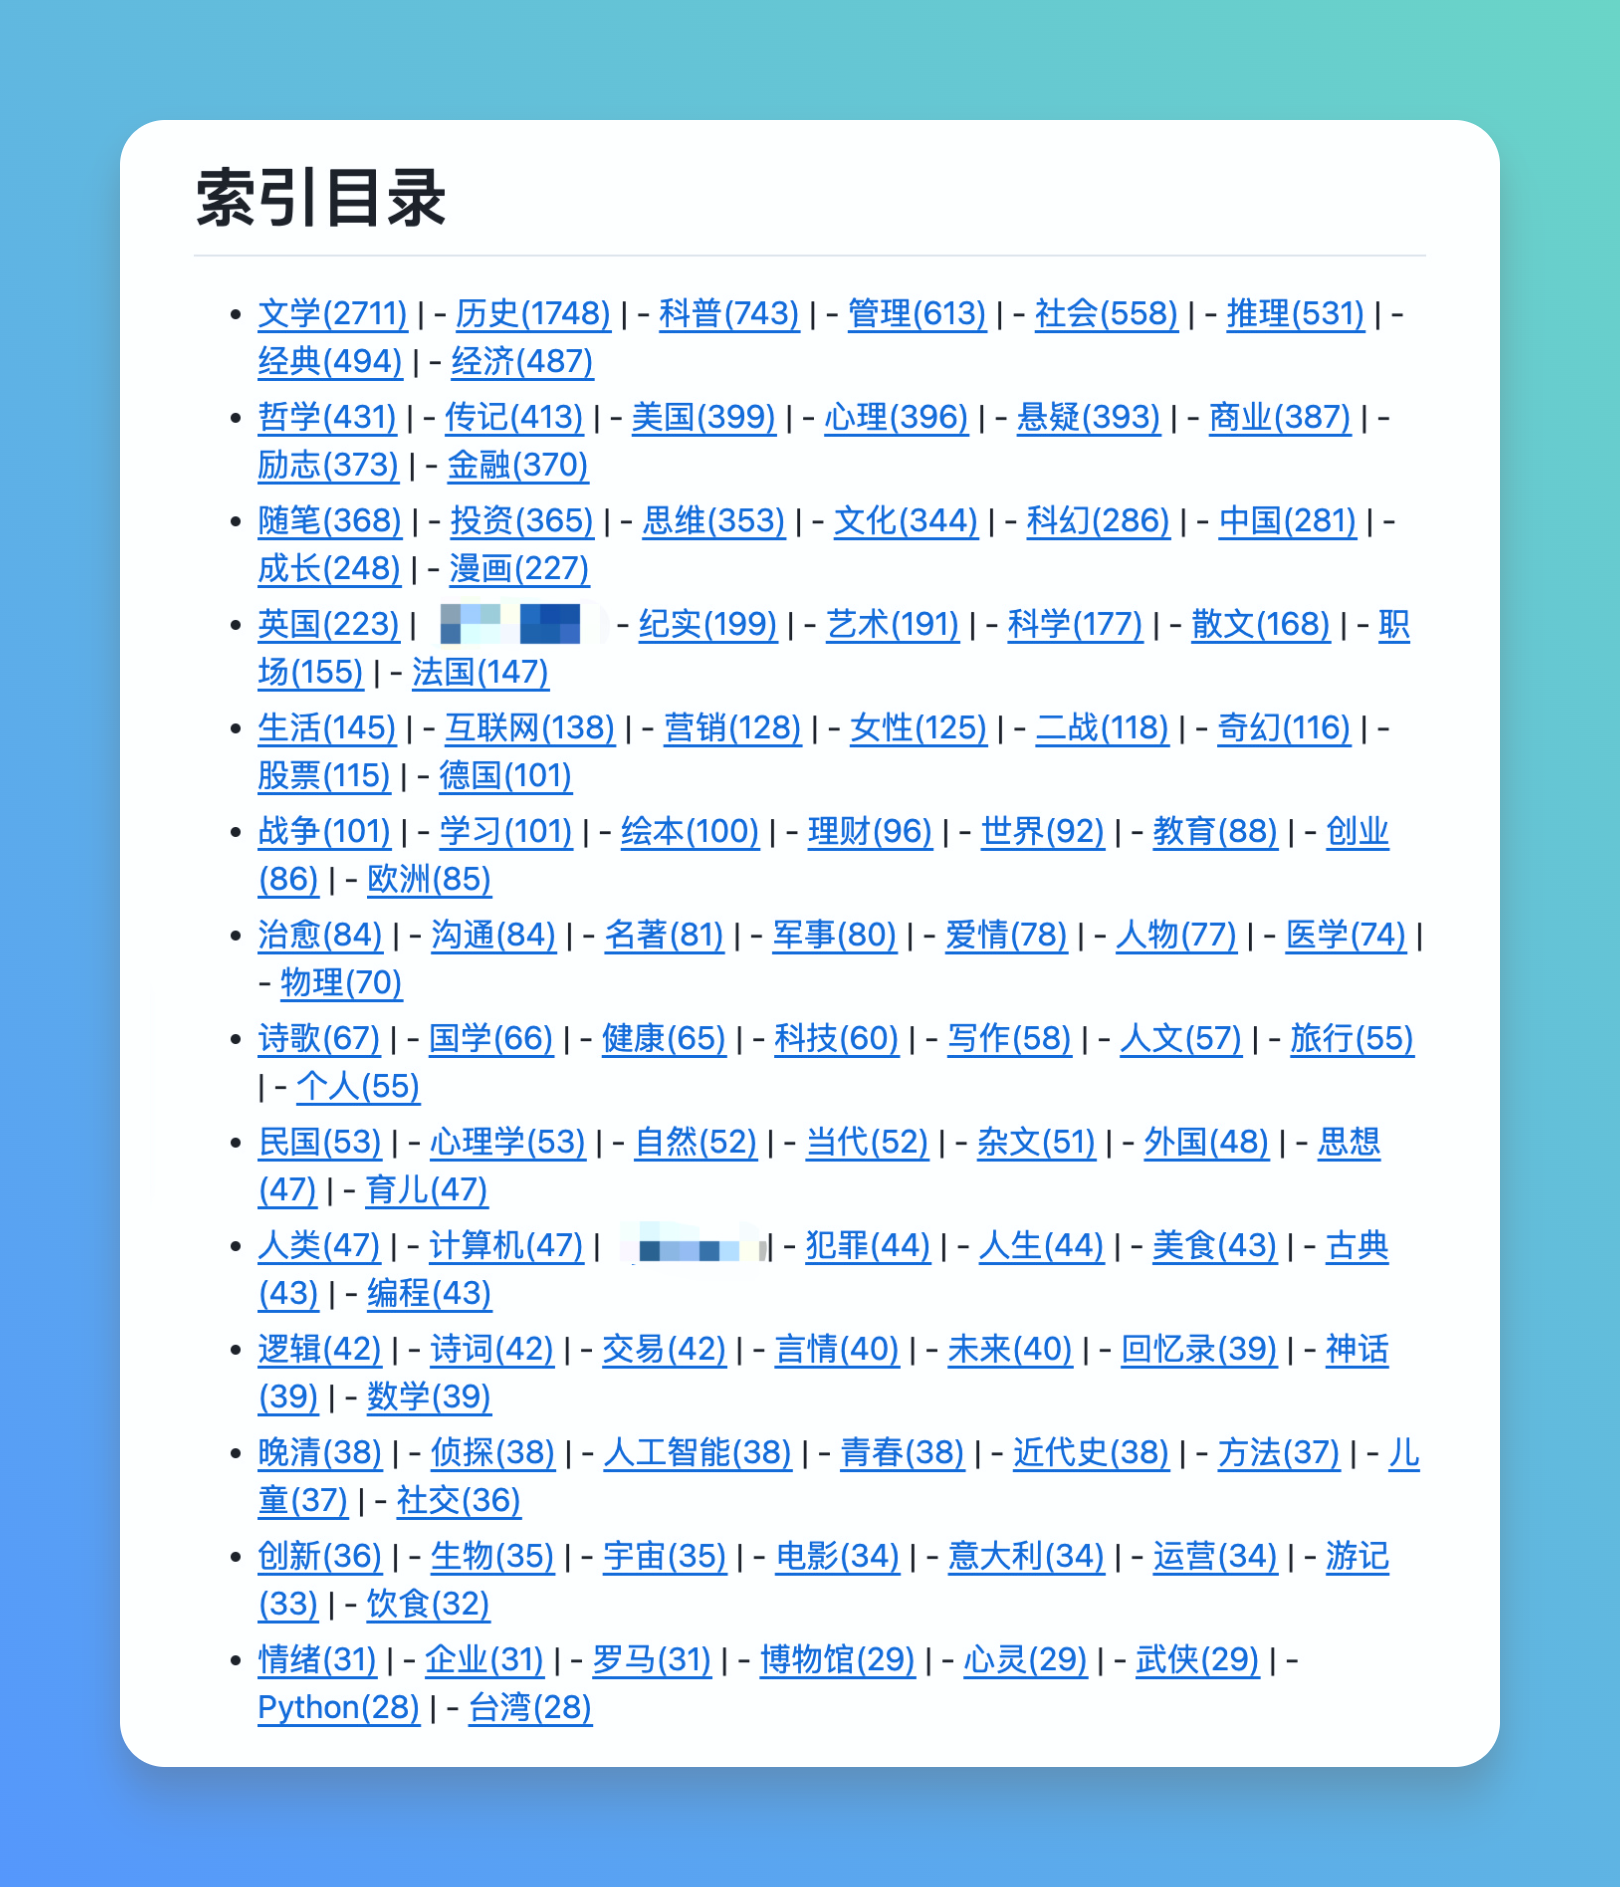 索引目录
• 文学(2711) | - 历史(1748) | - 科普(743) | - 管理(613) | - 社会(558) | - 推理(531) | -
经典(494) | - 经济(487)
• 哲学(431) | - 传记(413) | - 美国(399) | - 心理(396) | - 悬疑(393) | - 商业(387) | -
励志(373) | - 金融(370)
• 随笔(368) | - 投资(365) | - 思维(353) | - 文化(344) | - 科幻(286) | - 中国(281) | -
成长(248) | - 漫画(227)
• 英国(223) | - 纪实(199) | - 艺术(191) | - 科学(177) | - 散文(168) | - 职
场(155) | - 法国(147)
• 生活(145) | - 互联网(138) | - 营销(128) | - 女性(125) | - 二战(118) | - 奇幻(116) | -
股票(115) | - 德国(101)
• 战争(101) | - 学习(101) | - 绘本(100) | - 理财(96) | - 世界(92) | - 教育(88) | - 创业
(86) | - 欧洲(85)
• 治愈(84) | - 沟通(84) | - 名著(81) | - 军事(80) | - 爱情(78) | - 人物(77) | - 医学(74) |
- 物理(70)
• 诗歌(67) | - 国学(66) | - 健康(65) | - 科技(60) | - 写作(58) | - 人文(57) | - 旅行(55)
| - 个人(55)
• 民国(53) | - 心理学(53) | - 自然(52) | - 当代(52) | - 杂文(51) | - 外国(48) | - 思想
(47) | - 育儿(47)
• 人类(47) | - 计算机(47) | | - 犯罪(44) | - 人生(44) | - 美食(43) | - 古典
(43) | - 编程(43)
• 逻辑(42) | - 诗词(42) | - 交易(42) | - 言情(40) | - 未来(40) | - 回忆录(39) | - 神话
(39) | - 数学(39)
• 晚清(38) | - 侦探(38) | - 人工智能(38) | - 青春(38) | - 近代史(38) | - 方法(37) | - 儿
童(37) | - 社交(36)
• 创新(36) | - 生物(35) | - 宇宙(35) | - 电影(34) | - 意大利(34) | - 运营(34) | - 游记
(33) | - 饮食(32)
• 情绪(31) | - 企业(31) | - 罗马(31) | - 博物馆(29) | - 心灵(29) | - 武侠(29) | -
Python(28) | - 台湾(28)